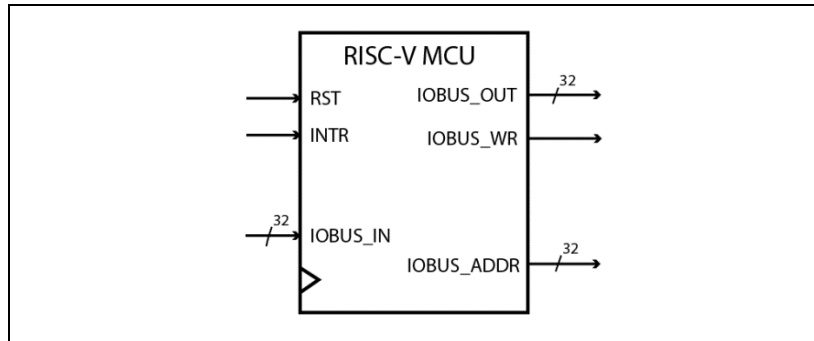 RISC-V MCU
RST
IOBUS_OUT
32
INTR
IOBUS_WR
32
IOBUS_IN
IOBUS_ADDR
32